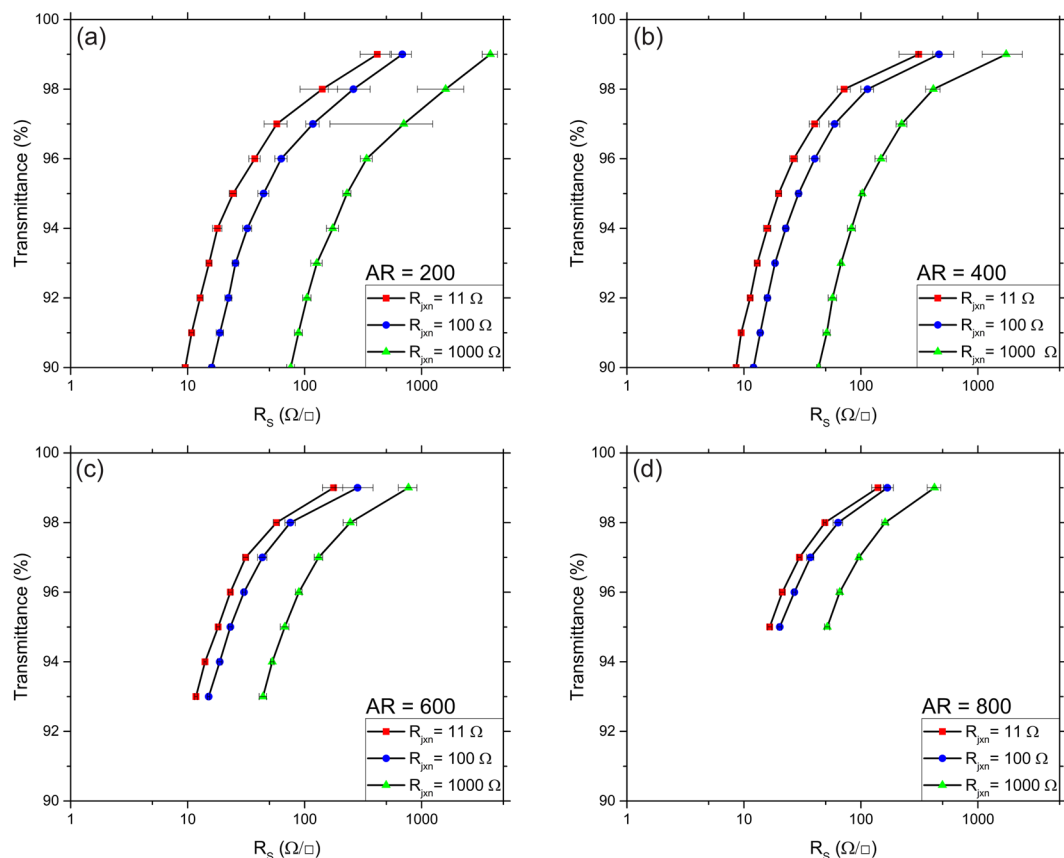 (a)
100
98
96
94
92
90
Transmittance (%)
AR = 200
R_jxn = 11 Ω
R_jxn = 100 Ω
R_jxn = 1000 Ω
1 10 100 1000
R_S (Ω/□)
(b)
100
98
96
94
92
90
Transmittance (%)
AR = 400
R_jxn = 11 Ω
R_jxn = 100 Ω
R_jxn = 1000 Ω
1 10 100 1000
R_S (Ω/□)
(c)
100
98
96
94
92
90
Transmittance (%)
AR = 600
R_jxn = 11 Ω
R_jxn = 100 Ω
R_jxn = 1000 Ω
1 10 100 1000
R_S (Ω/□)
(d)
100
98
96
94
92
90
Transmittance (%)
AR = 800
R_jxn = 11 Ω
R_jxn = 100 Ω
R_jxn = 1000 Ω
1 10 100 1000
R_S (Ω/□)